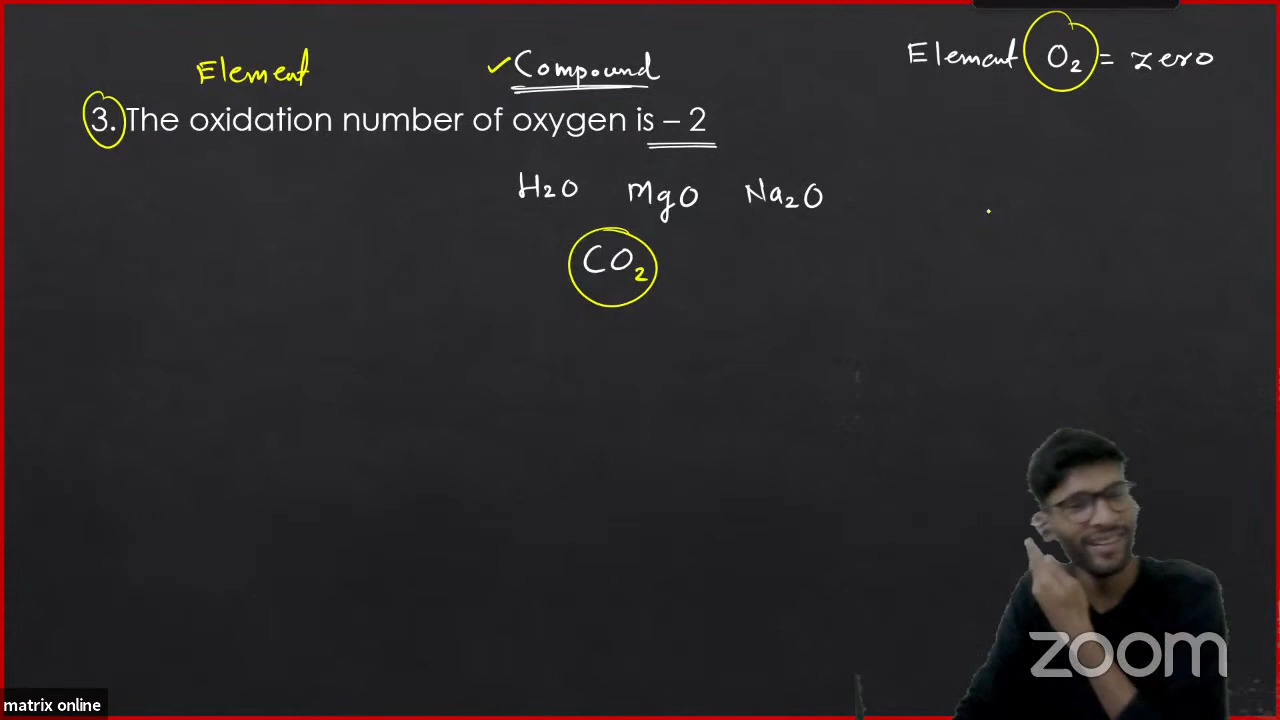 Element O₂ = zero
Element ✓Compound
3. The oxidation number of oxygen is – 2
H₂O MgO Na₂O
CO₂
zoom
matrix online